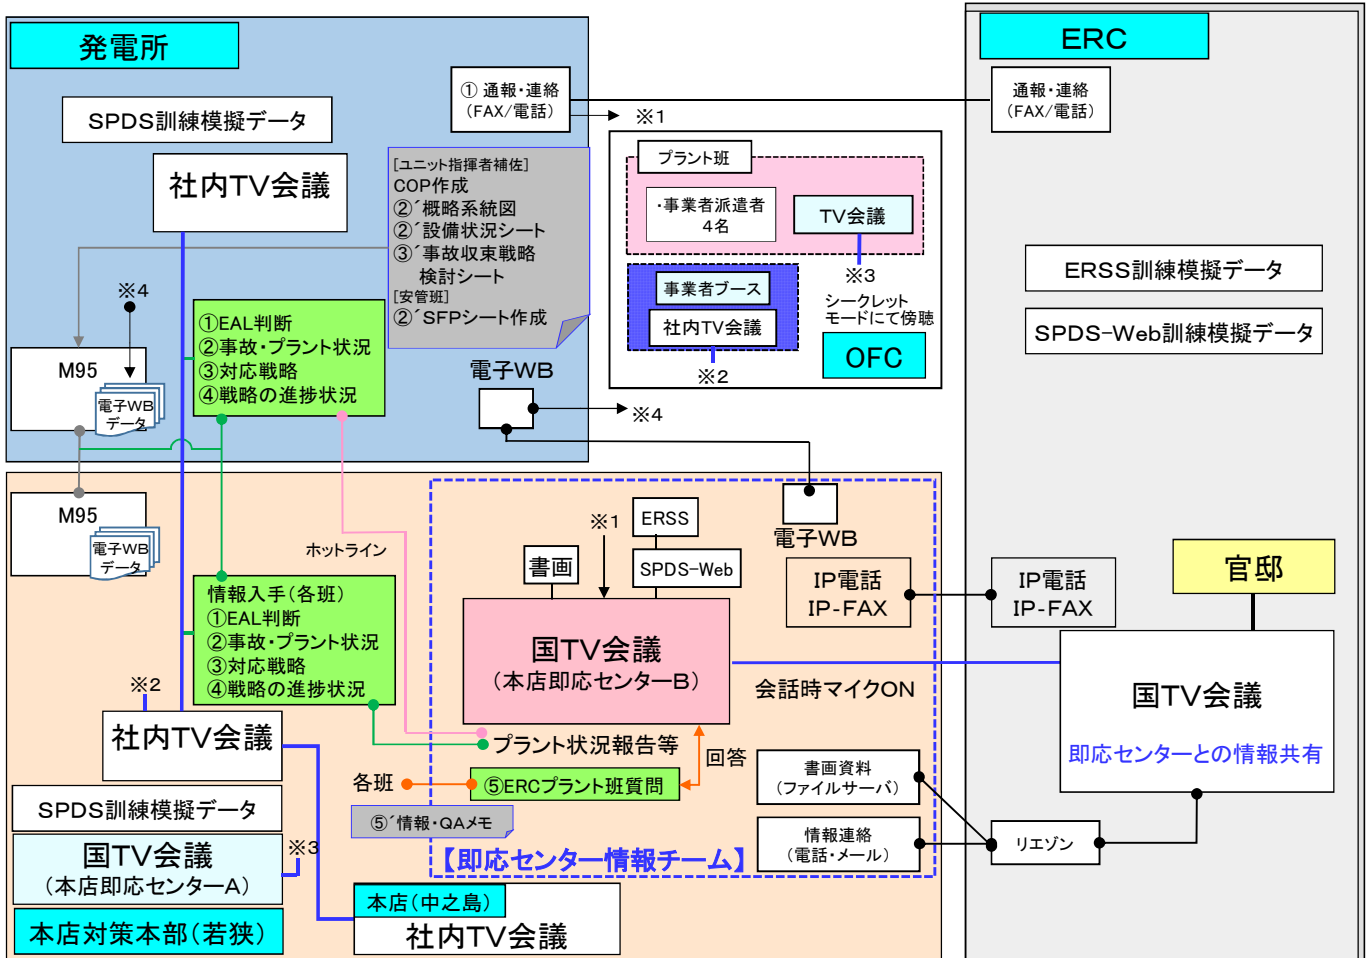 発電所
SPDS訓練模擬データ
社内TV会議
① 通報・連絡
(FAX/電話)
※1
[ユニット指揮者補佐]
COP作成
②´概略系統図
②´設備状況シート
③´事故収束戦略
検討シート
[安管班]
②´SFPシート作成
※4
①EAL判断
②事故・プラント状況
③対応戦略
④戦略の進捗状況
M95
電子WB
データ
電子WB
※4
プラント班
・事業者派遣者
4名
TV会議
※3
シークレット
モードにて傍聴
事業者ブース
社内TV会議
※2
OFC
ERC
通報・連絡
(FAX/電話)
ERSS訓練模擬データ
SPDS-Web訓練模擬データ
M95
電子WB
データ
ホットライン
情報入手(各班)
①EAL判断
②事故・プラント状況
③対応戦略
④戦略の進捗状況
※2
社内TV会議
SPDS訓練模擬データ
国TV会議
(本店即応センターA)
※3
本店対策本部(若狭)
本店(中之島)
社内TV会議
※1
ERSS
書画
SPDS-Web
国TV会議
(本店即応センターB)
電子WB
IP電話
IP-FAX
会話時マイクON
プラント状況報告等
回答
各班
⑤ERCプラント班質問
⑤´情報・QAメモ
【即応センター情報チーム】
書画資料
(ファイルサーバ)
情報連絡
(電話・メール)
IP電話
IP-FAX
官邸
国TV会議
即応センターとの情報共有
リエゾン